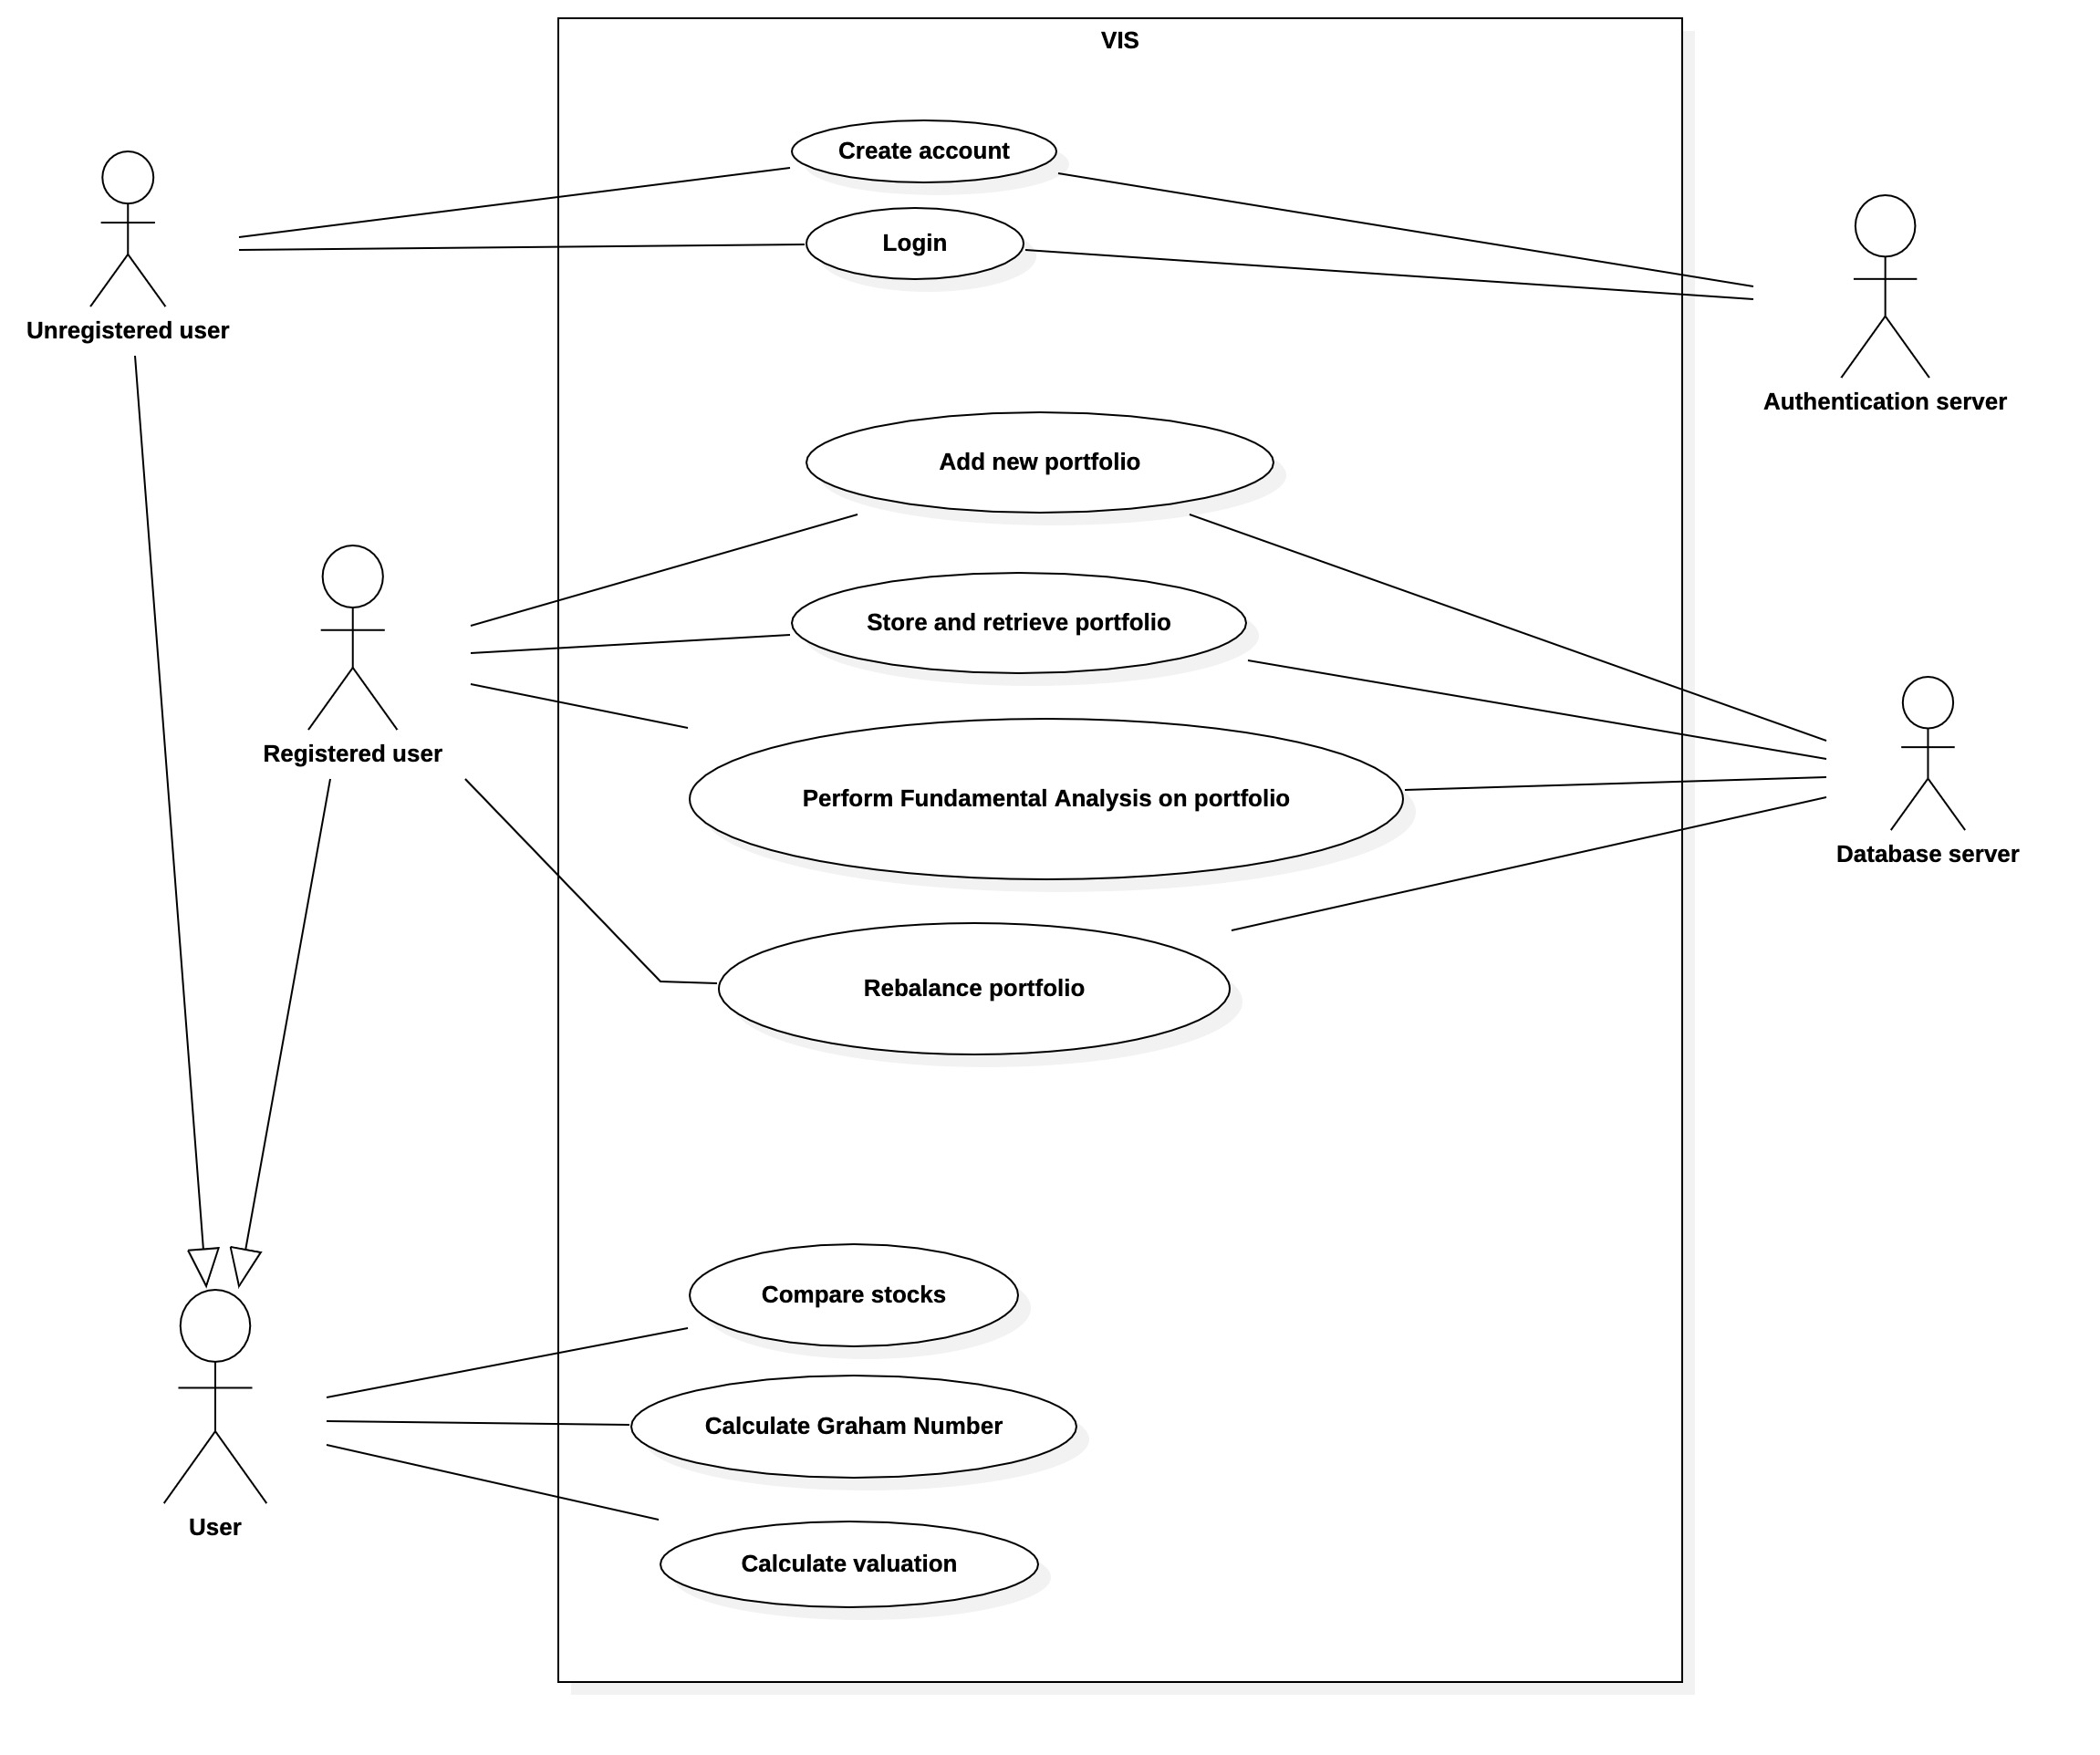 VIS
Create account
Login
Unregistered user
Authentication server
Add new portfolio
Store and retrieve portfolio
Registered user
Perform Fundamental Analysis on portfolio
Database server
Rebalance portfolio
Compare stocks
Calculate Graham Number
User
Calculate valuation